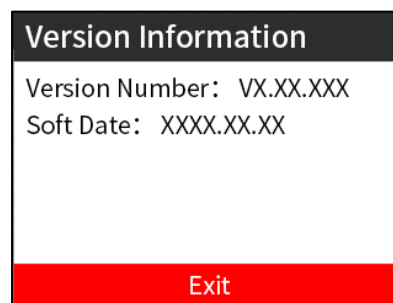 Version Information
Version Number： VX.XX.XXX
Soft Date： XXXX.XX.XX
Exit